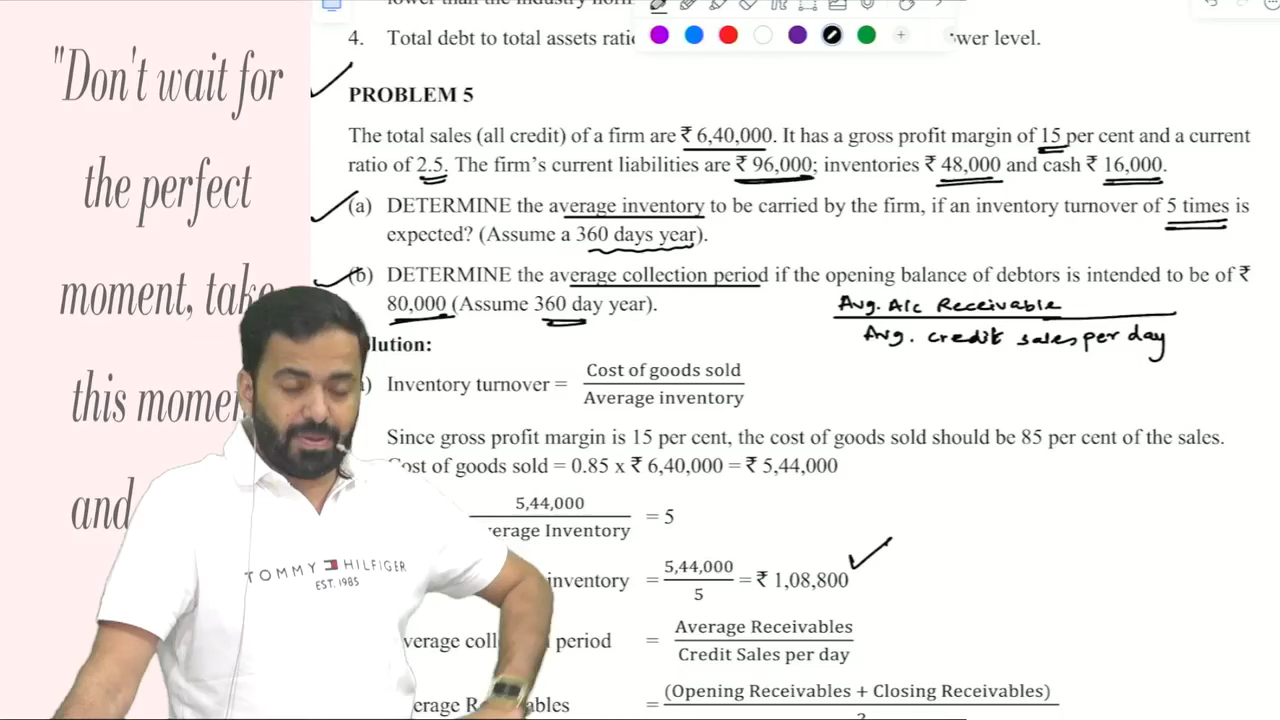 "Don't wait for
the perfect
moment, take
this momen
and
4. Total debt to total assets ratio wer level.
PROBLEM 5
The total sales (all credit) of a firm are ₹ 6,40,000. It has a gross profit margin of 15 per cent and a current
ratio of 2.5. The firm's current liabilities are ₹ 96,000; inventories ₹ 48,000 and cash ₹ 16,000.
(a) DETERMINE the average inventory to be carried by the firm, if an inventory turnover of 5 times is
expected? (Assume a 360 days year).
(b) DETERMINE the average collection period if the opening balance of debtors is intended to be of ₹
80,000 (Assume 360 day year).
Avg. A/c Receivable
Avg. credit sales per day
lution:
) Inventory turnover = Cost of goods sold
Average inventory
Since gross profit margin is 15 per cent, the cost of goods sold should be 85 per cent of the sales.
Cost of goods sold = 0.85 x ₹ 6,40,000 = ₹ 5,44,000
5,44,000
verage Inventory = 5
inventory = 5,44,000
5 = ₹ 1,08,800
verage coll period = Average Receivables
Credit Sales per day
erage R ables = (Opening Receivables + Closing Receivables)
TOMMY HILFIGER
EST. 1985